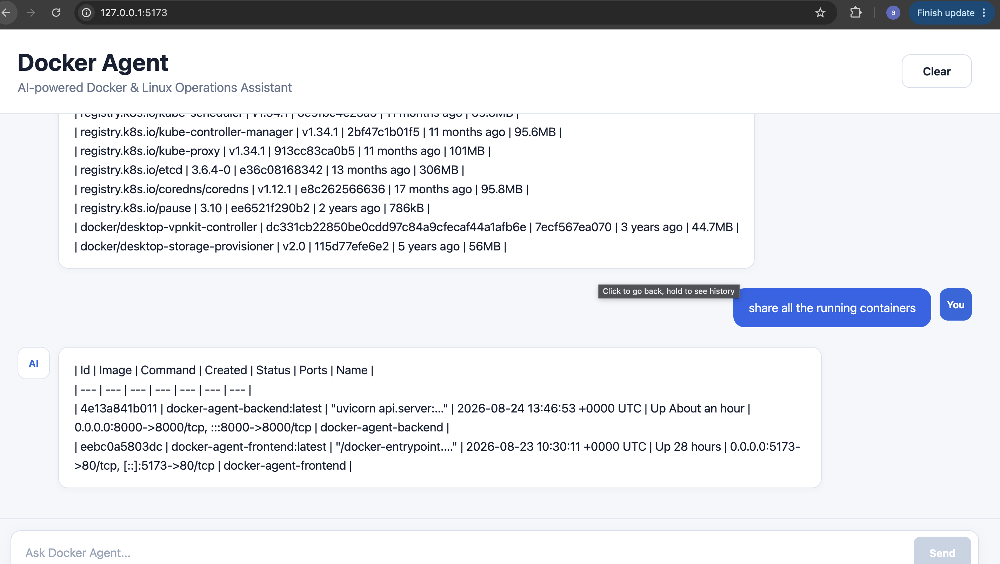 127.0.0.1:5173
a
Finish update
Docker Agent
AI-powered Docker & Linux Operations Assistant
Clear
| registry.k8s.io/kube-scheduler | v1.34.1 | 6e9fbc4e25a5 | 11 months ago | 69.6MB |
| registry.k8s.io/kube-controller-manager | v1.34.1 | 2bf47c1b01f5 | 11 months ago | 95.6MB |
| registry.k8s.io/kube-proxy | v1.34.1 | 913cc83ca0b5 | 11 months ago | 101MB |
| registry.k8s.io/etcd | 3.6.4-0 | e36c08168342 | 13 months ago | 306MB |
| registry.k8s.io/coredns/coredns | v1.12.1 | e8c262566636 | 17 months ago | 95.8MB |
| registry.k8s.io/pause | 3.10 | ee6521f290b2 | 2 years ago | 786kB |
| docker/desktop-vpnkit-controller | dc331cb22850be0cdd97c84a9cfecaf44a1afb6e | 7ecf567ea070 | 3 years ago | 44.7MB |
| docker/desktop-storage-provisioner | v2.0 | 115d77efe6e2 | 5 years ago | 56MB |
Click to go back, hold to see history
share all the running containers
You
AI
| Id | Image | Command | Created | Status | Ports | Name |
| --- | --- | --- | --- | --- | --- | --- |
| 4e13a841b011 | docker-agent-backend:latest | "uvicorn api.server:..." | 2026-08-24 13:46:53 +0000 UTC | Up About an hour |
0.0.0.0:8000->8000/tcp, :::8000->8000/tcp | docker-agent-backend |
| eebc0a5803dc | docker-agent-frontend:latest | "/docker-entrypoint...." | 2026-08-23 10:30:11 +0000 UTC | Up 28 hours | 0.0.0.0:5173-
>80/tcp, [::]:5173->80/tcp | docker-agent-frontend |
Ask Docker Agent...
Send